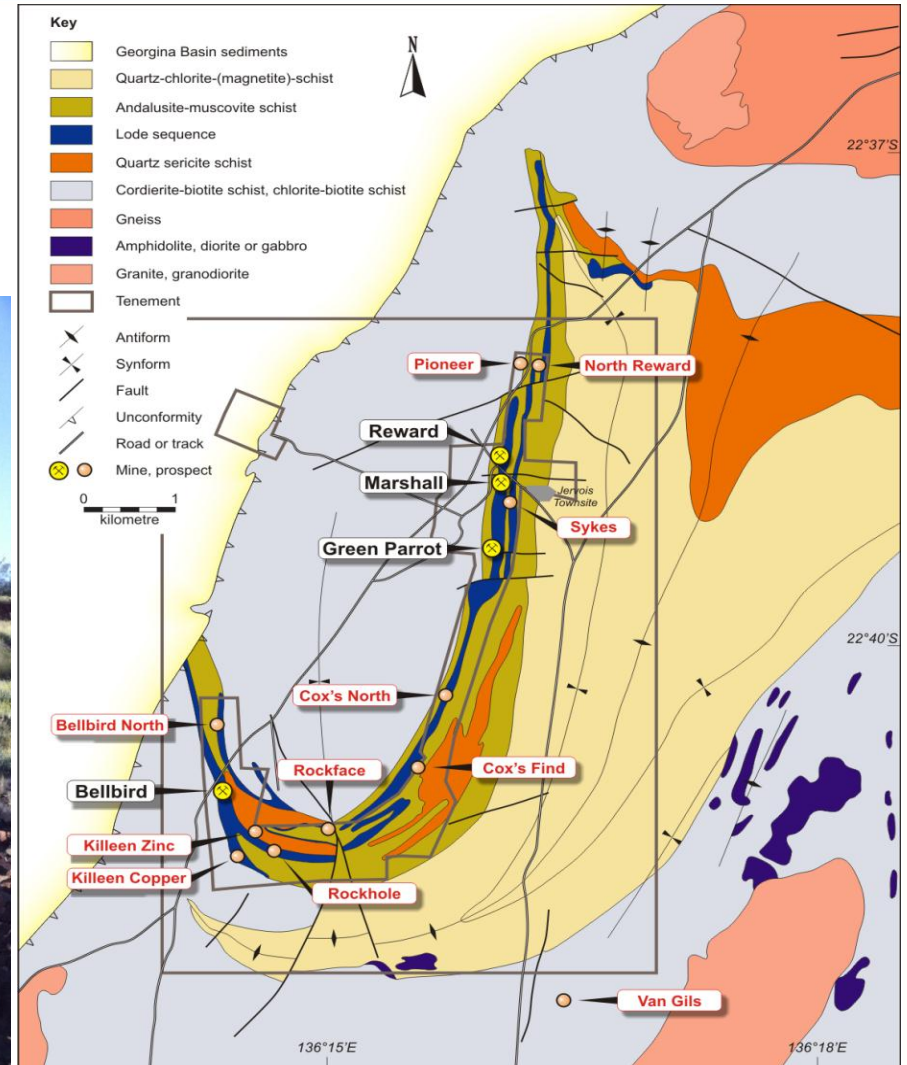 Key
Georgina Basin sediments
Quartz-chlorite-(magnetite)-schist
Andalusite-muscovite schist
Lode sequence
Quartz sericite schist
Cordierite-biotite schist, chlorite-biotite schist
Gneiss
Amphidolite, diorite or gabbro
Granite, granodiorite
Tenement
Antiform
Synform
Fault
Unconformity
Road or track
Mine, prospect
0 1
kilometre
N
22°37'S
Pioneer
North Reward
Reward
Marshall
Jervois
Townsite
Sykes
Green Parrot
22°40'S
Cox's North
Bellbird North
Rockface
Cox's Find
Bellbird
Killeen Zinc
Killeen Copper
Rockhole
Van Gils
136°15'E
136°18'E